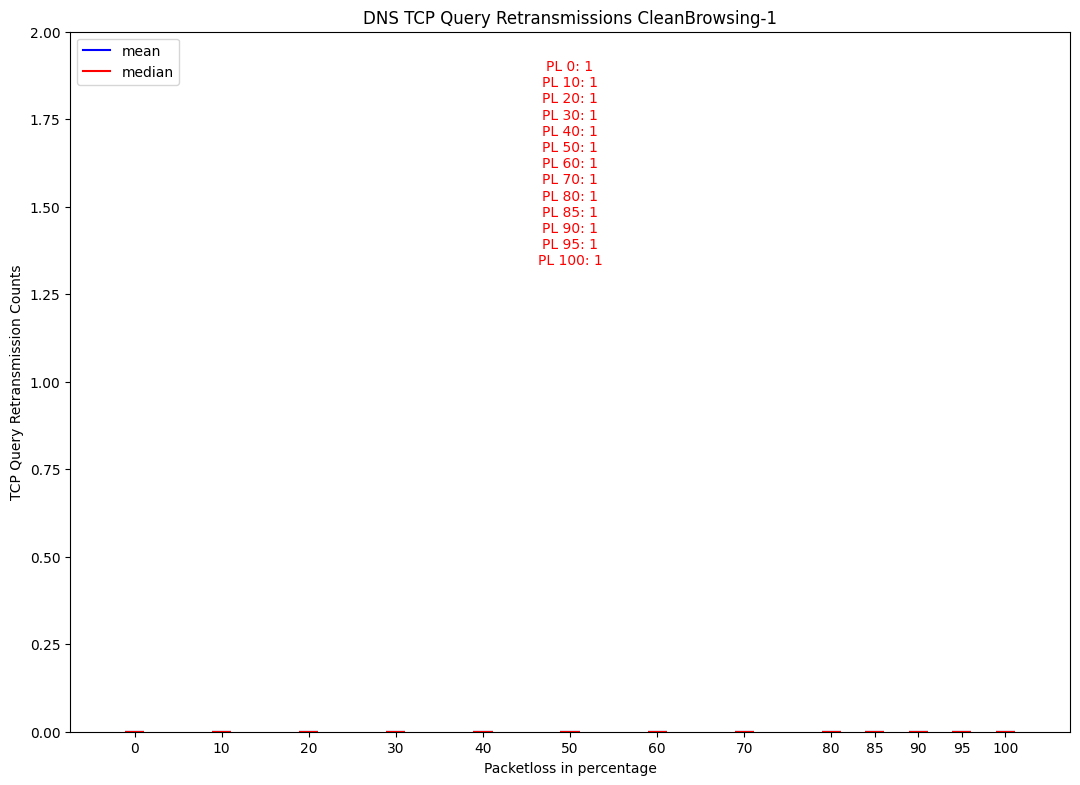 DNS TCP Query Retransmissions CleanBrowsing-1
mean
median
PL 0: 1
PL 10: 1
PL 20: 1
PL 30: 1
PL 40: 1
PL 50: 1
PL 60: 1
PL 70: 1
PL 80: 1
PL 85: 1
PL 90: 1
PL 95: 1
PL 100: 1
TCP Query Retransmission Counts
2.00
1.75
1.50
1.25
1.00
0.75
0.50
0.25
0.00
0 10 20 30 40 50 60 70 80 85 90 95 100
Packetloss in percentage